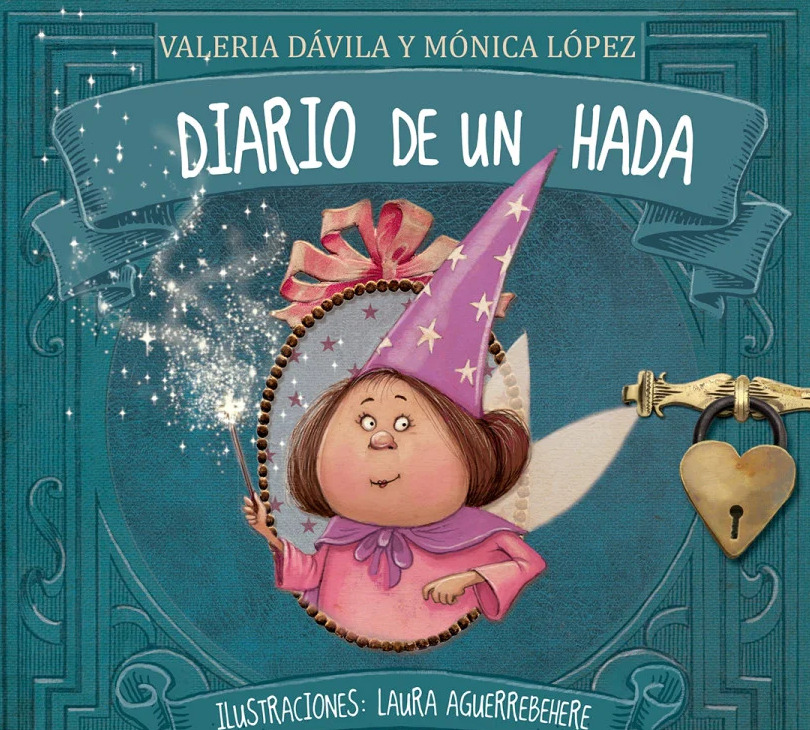 VALERIA DÁVILA Y MÓNICA LÓPEZ
DIARIO DE UN HADA
ILUSTRACIONES: LAURA AGUERREBEHERE